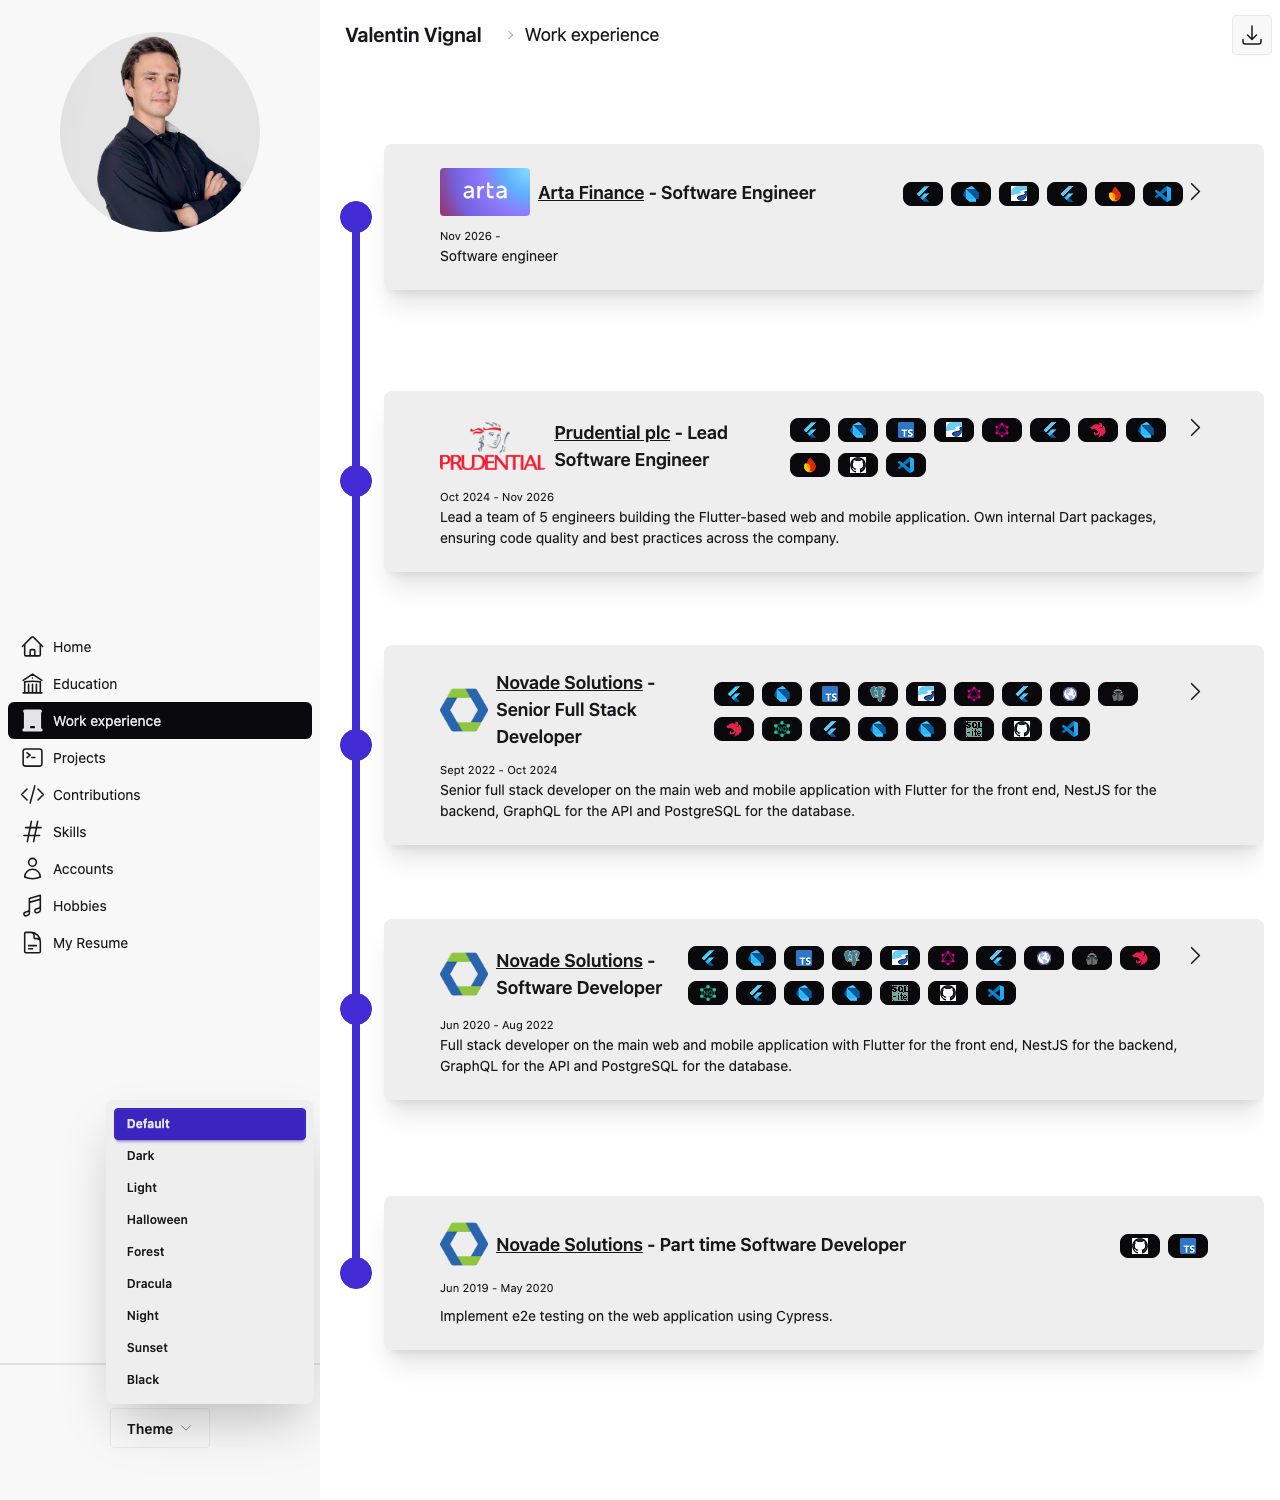 Valentin Vignal
Work experience
arta
Arta Finance - Software Engineer
Nov 2026 -
Software engineer
PRUDENTIAL
Prudential plc - Lead
Software Engineer
TS
Oct 2024 - Nov 2026
Lead a team of 5 engineers building the Flutter-based web and mobile application. Own internal Dart packages,
ensuring code quality and best practices across the company.
Novade Solutions -
Senior Full Stack
Developer
TS
SQL
ite
Sept 2022 - Oct 2024
Senior full stack developer on the main web and mobile application with Flutter for the front end, NestJS for the
backend, GraphQL for the API and PostgreSQL for the database.
Novade Solutions -
Software Developer
TS
SQL
ite
Jun 2020 - Aug 2022
Full stack developer on the main web and mobile application with Flutter for the front end, NestJS for the backend,
GraphQL for the API and PostgreSQL for the database.
Novade Solutions - Part time Software Developer
TS
Jun 2019 - May 2020
Implement e2e testing on the web application using Cypress.
Home
Education
Work experience
Projects
Contributions
Skills
Accounts
Hobbies
My Resume
Default
Dark
Light
Halloween
Forest
Dracula
Night
Sunset
Black
Theme